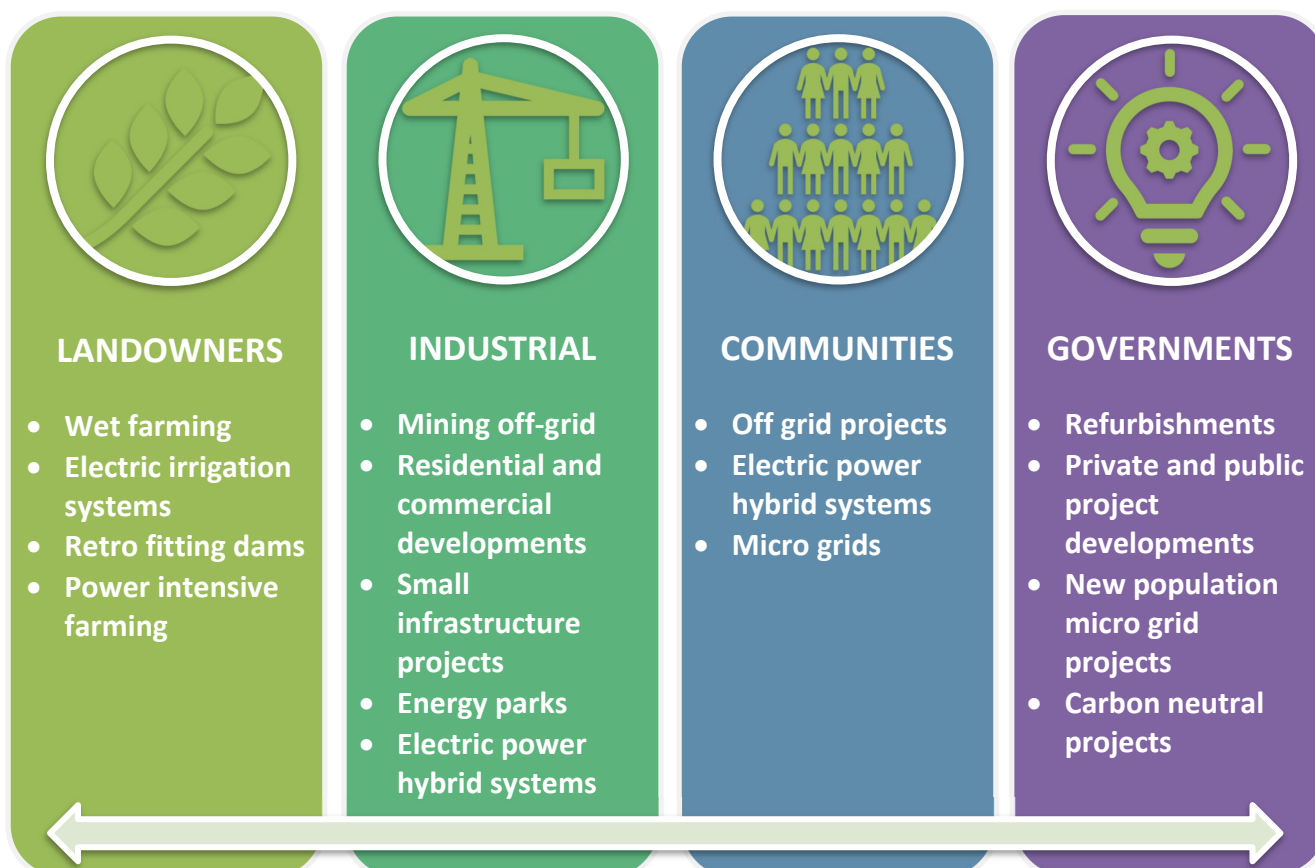 LANDOWNERS
• Wet farming
• Electric irrigation
systems
• Retro fitting dams
• Power intensive
farming
INDUSTRIAL
• Mining off-grid
• Residential and
commercial
developments
• Small
infrastructure
projects
• Energy parks
• Electric power
hybrid systems
COMMUNITIES
• Off grid projects
• Electric power
hybrid systems
• Micro grids
GOVERNMENTS
• Refurbishments
• Private and public
project
developments
• New population
micro grid
projects
• Carbon neutral
projects